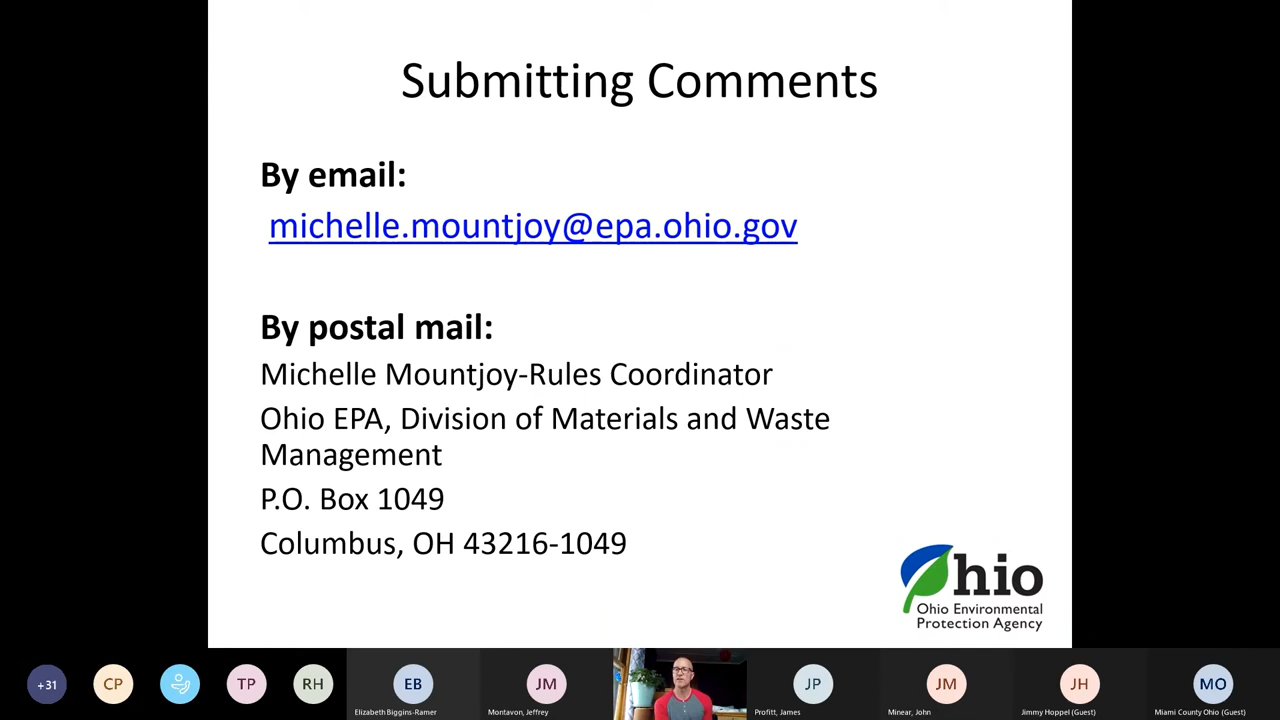 Submitting Comments
By email:
michelle.mountjoy@epa.ohio.gov
By postal mail:
Michelle Mountjoy-Rules Coordinator
Ohio EPA, Division of Materials and Waste
Management
P.O. Box 1049
Columbus, OH 43216-1049
Ohio
Ohio Environmental
Protection Agency
+31
CP
TP
RH
EB
JM
JP
JM
JH
MO
Elizabeth Biggins-Ramer
Montavon, Jeffrey
Profitt, James
Minear, John
Jimmy Hoppel (Guest)
Miami County Ohio (Guest)